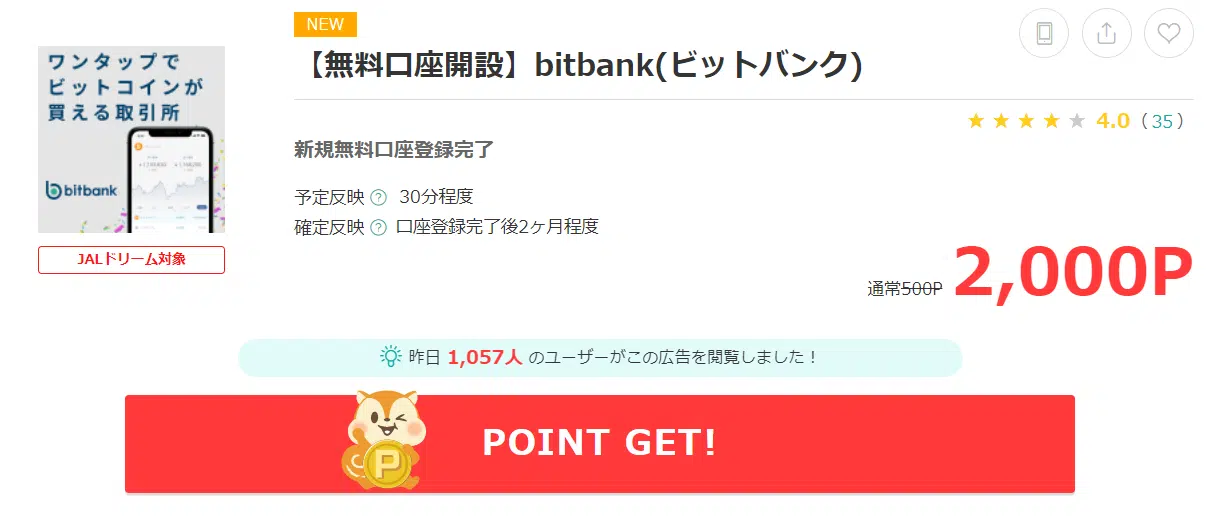 NEW
【無料口座開設】bitbank(ビットバンク)
ワンタップで
ビットコインが
買える取引所
bitbank
JALドリーム対象
4.0 (35)
新規無料口座登録完了
予定反映 ? 30分程度
確定反映 ? 口座登録完了後2ヶ月程度
通常500P 2,000P
昨日 1,057人 のユーザーがこの広告を閲覧しました！
P POINT GET!